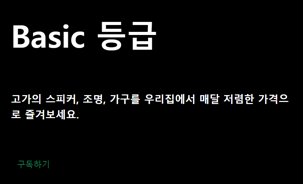 Basic 등급
고가의 스피커, 조명, 가구를 우리집에서 매달 저렴한 가격으
로 즐겨보세요.
구독하기